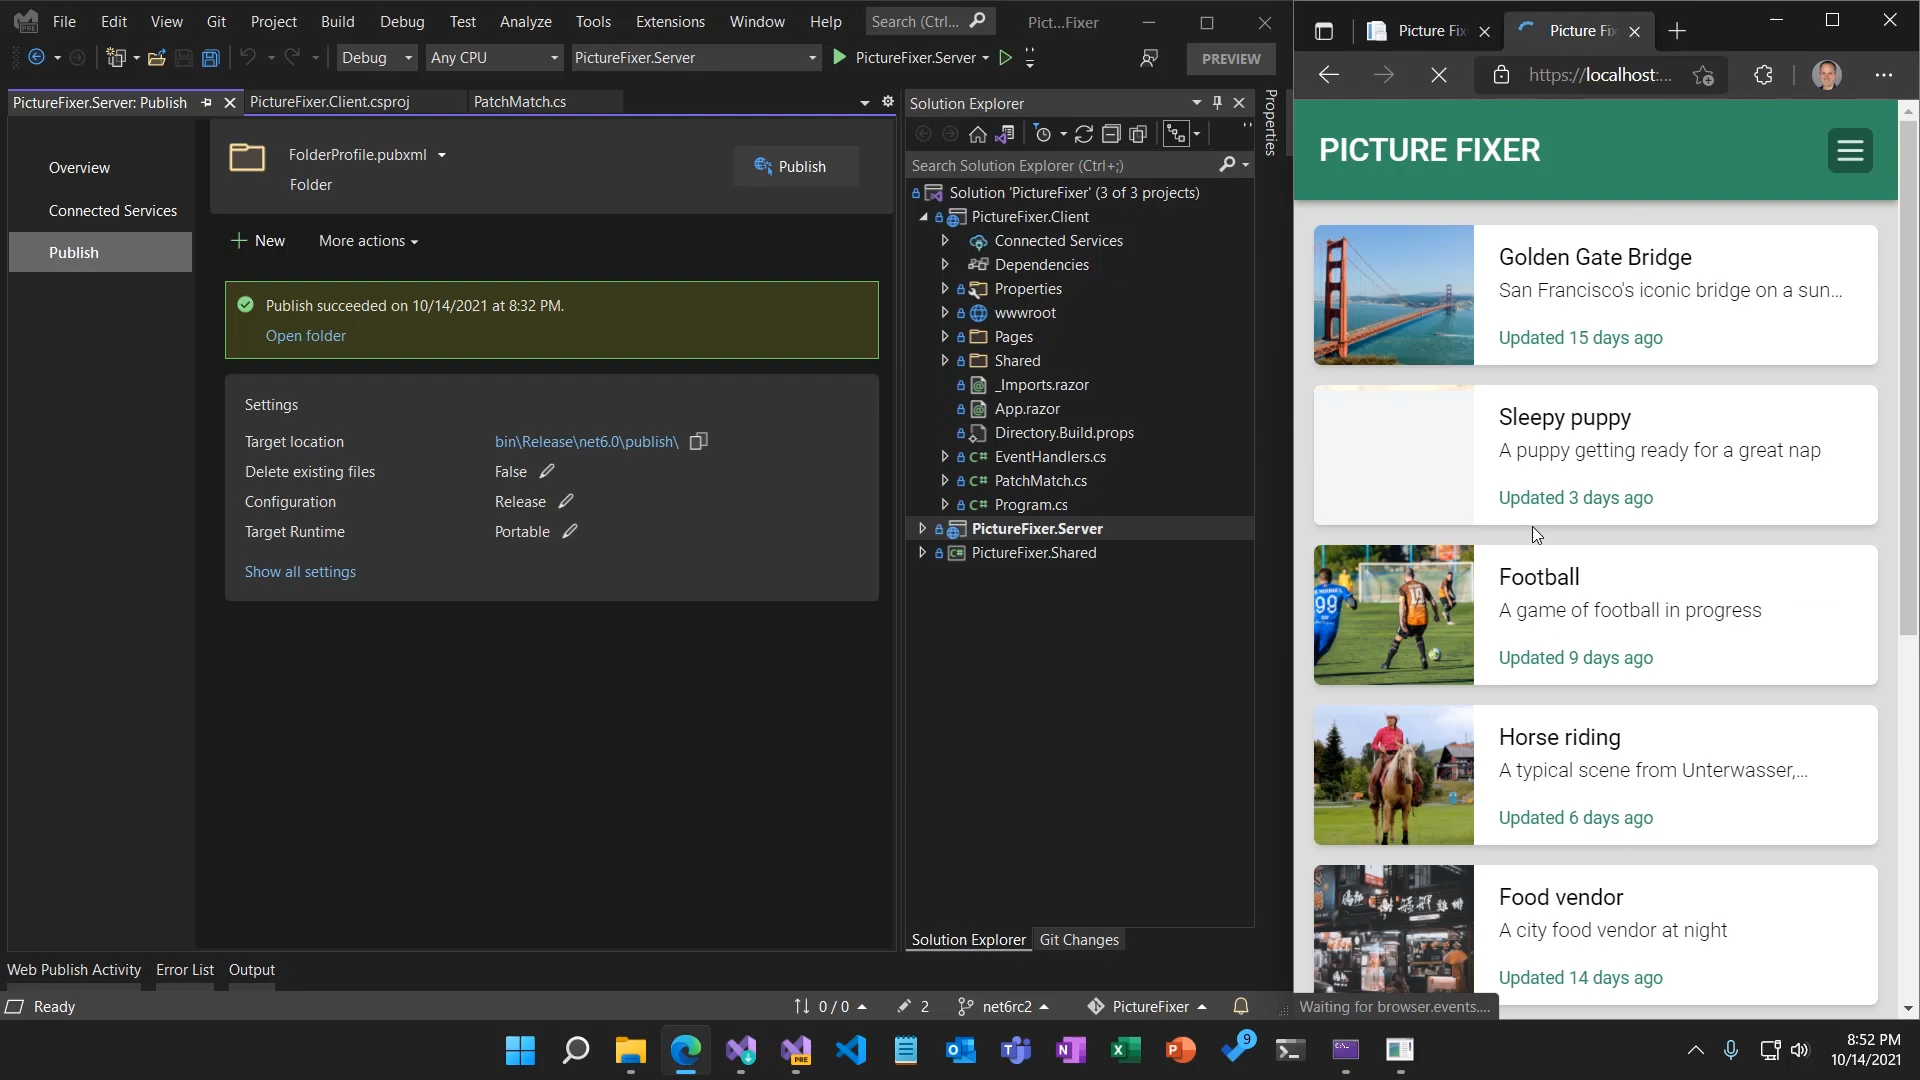 File Edit View Git Project Build Debug Test Analyze Tools Extensions Window Help Search (Ctrl... Pict...Fixer
Debug Any CPU PictureFixer.Server PictureFixer.Server PREVIEW
PictureFixer.Server: Publish PictureFixer.Client.csproj PatchMatch.cs
Overview
Connected Services
Publish
FolderProfile.pubxml
Folder
Publish
New More actions
Publish succeeded on 10/14/2021 at 8:32 PM.
Open folder
Settings
Target location bin\Release\net6.0\publish\
Delete existing files False
Configuration Release
Target Runtime Portable
Show all settings
Solution Explorer
Search Solution Explorer (Ctrl+;)
Solution 'PictureFixer' (3 of 3 projects)
PictureFixer.Client
Connected Services
Dependencies
Properties
wwwroot
Pages
Shared
_Imports.razor
App.razor
Directory.Build.props
C# EventHandlers.cs
C# PatchMatch.cs
C# Program.cs
PictureFixer.Server
C# PictureFixer.Shared
Solution Explorer Git Changes
Properties
Web Publish Activity Error List Output
Ready 0 / 0 2 net6rc2 PictureFixer
Picture Fix Picture Fix
https://localhost:...
PICTURE FIXER
Golden Gate Bridge
San Francisco's iconic bridge on a sun...
Updated 15 days ago
Sleepy puppy
A puppy getting ready for a great nap
Updated 3 days ago
99
19
Football
A game of football in progress
Updated 9 days ago
Horse riding
A typical scene from Unterwasser,...
Updated 6 days ago
Food vendor
A city food vendor at night
Updated 14 days ago
Waiting for browser.events....
PRE
9
8:52 PM
10/14/2021